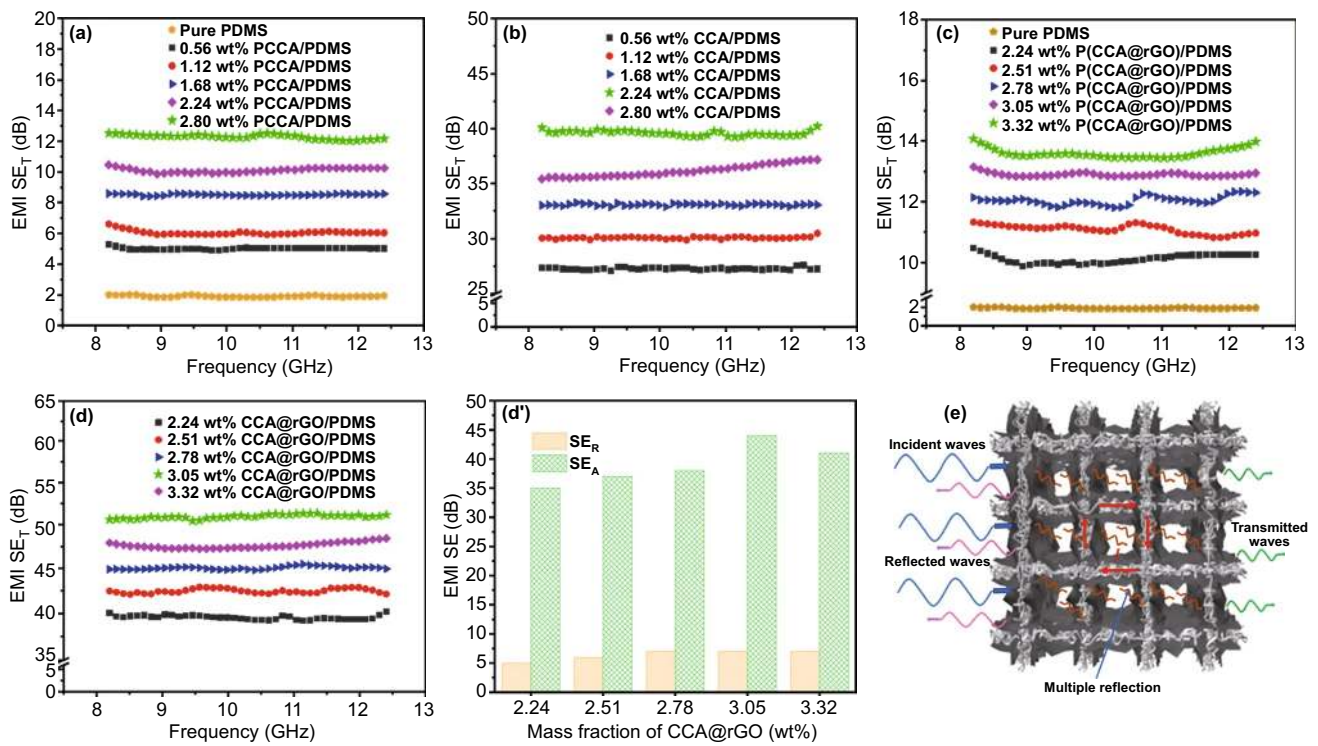 (a)
Pure PDMS
0.56 wt% PCCA/PDMS
1.12 wt% PCCA/PDMS
1.68 wt% PCCA/PDMS
2.24 wt% PCCA/PDMS
2.80 wt% PCCA/PDMS
EMI SE_T (dB)
20
18
16
14
12
10
8
6
4
2
0
8 9 10 11 12 13
Frequency (GHz)
(b)
0.56 wt% CCA/PDMS
1.12 wt% CCA/PDMS
1.68 wt% CCA/PDMS
2.24 wt% CCA/PDMS
2.80 wt% CCA/PDMS
EMI SE_T (dB)
50
45
40
35
30
25
5
0
8 9 10 11 12 13
Frequency (GHz)
(c)
Pure PDMS
2.24 wt% P(CCA@rGO)/PDMS
2.51 wt% P(CCA@rGO)/PDMS
2.78 wt% P(CCA@rGO)/PDMS
3.05 wt% P(CCA@rGO)/PDMS
3.32 wt% P(CCA@rGO)/PDMS
EMI SE_T (dB)
18
16
14
12
10
2
0
8 9 10 11 12 13
Frequency (GHz)
(d)
2.24 wt% CCA@rGO/PDMS
2.51 wt% CCA@rGO/PDMS
2.78 wt% CCA@rGO/PDMS
3.05 wt% CCA@rGO/PDMS
3.32 wt% CCA@rGO/PDMS
EMI SE_T (dB)
65
60
55
50
45
40
35
5
0
8 9 10 11 12 13
Frequency (GHz)
(d')
SE_R
SE_A
EMI SE (dB)
50
45
40
35
30
25
20
15
10
5
0
2.24 2.51 2.78 3.05 3.32
Mass fraction of CCA@rGO (wt%)
(e)
Incident waves
Reflected waves
Transmitted
waves
Multiple reflection